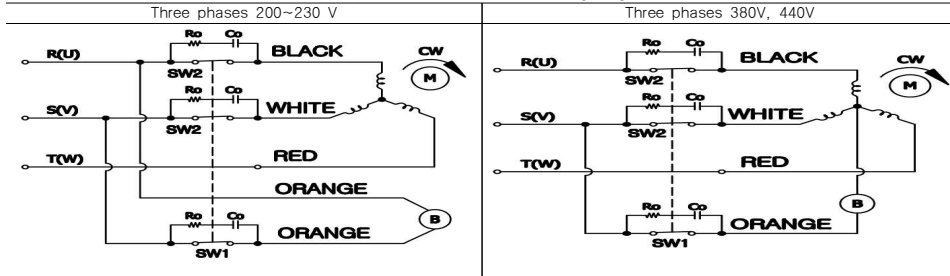 Three phases 200~230 V
Ro Co
R(U) BLACK CW
SW2 M
Ro Co
S(V) WHITE
SW2
T(W) RED
ORANGE
Ro Co B
ORANGE
SW1
Three phases 380V, 440V
Ro Co
R(U) BLACK CW
SW2 M
Ro Co
S(V) WHITE
SW2
T(W) RED
B
Ro Co
ORANGE
SW1